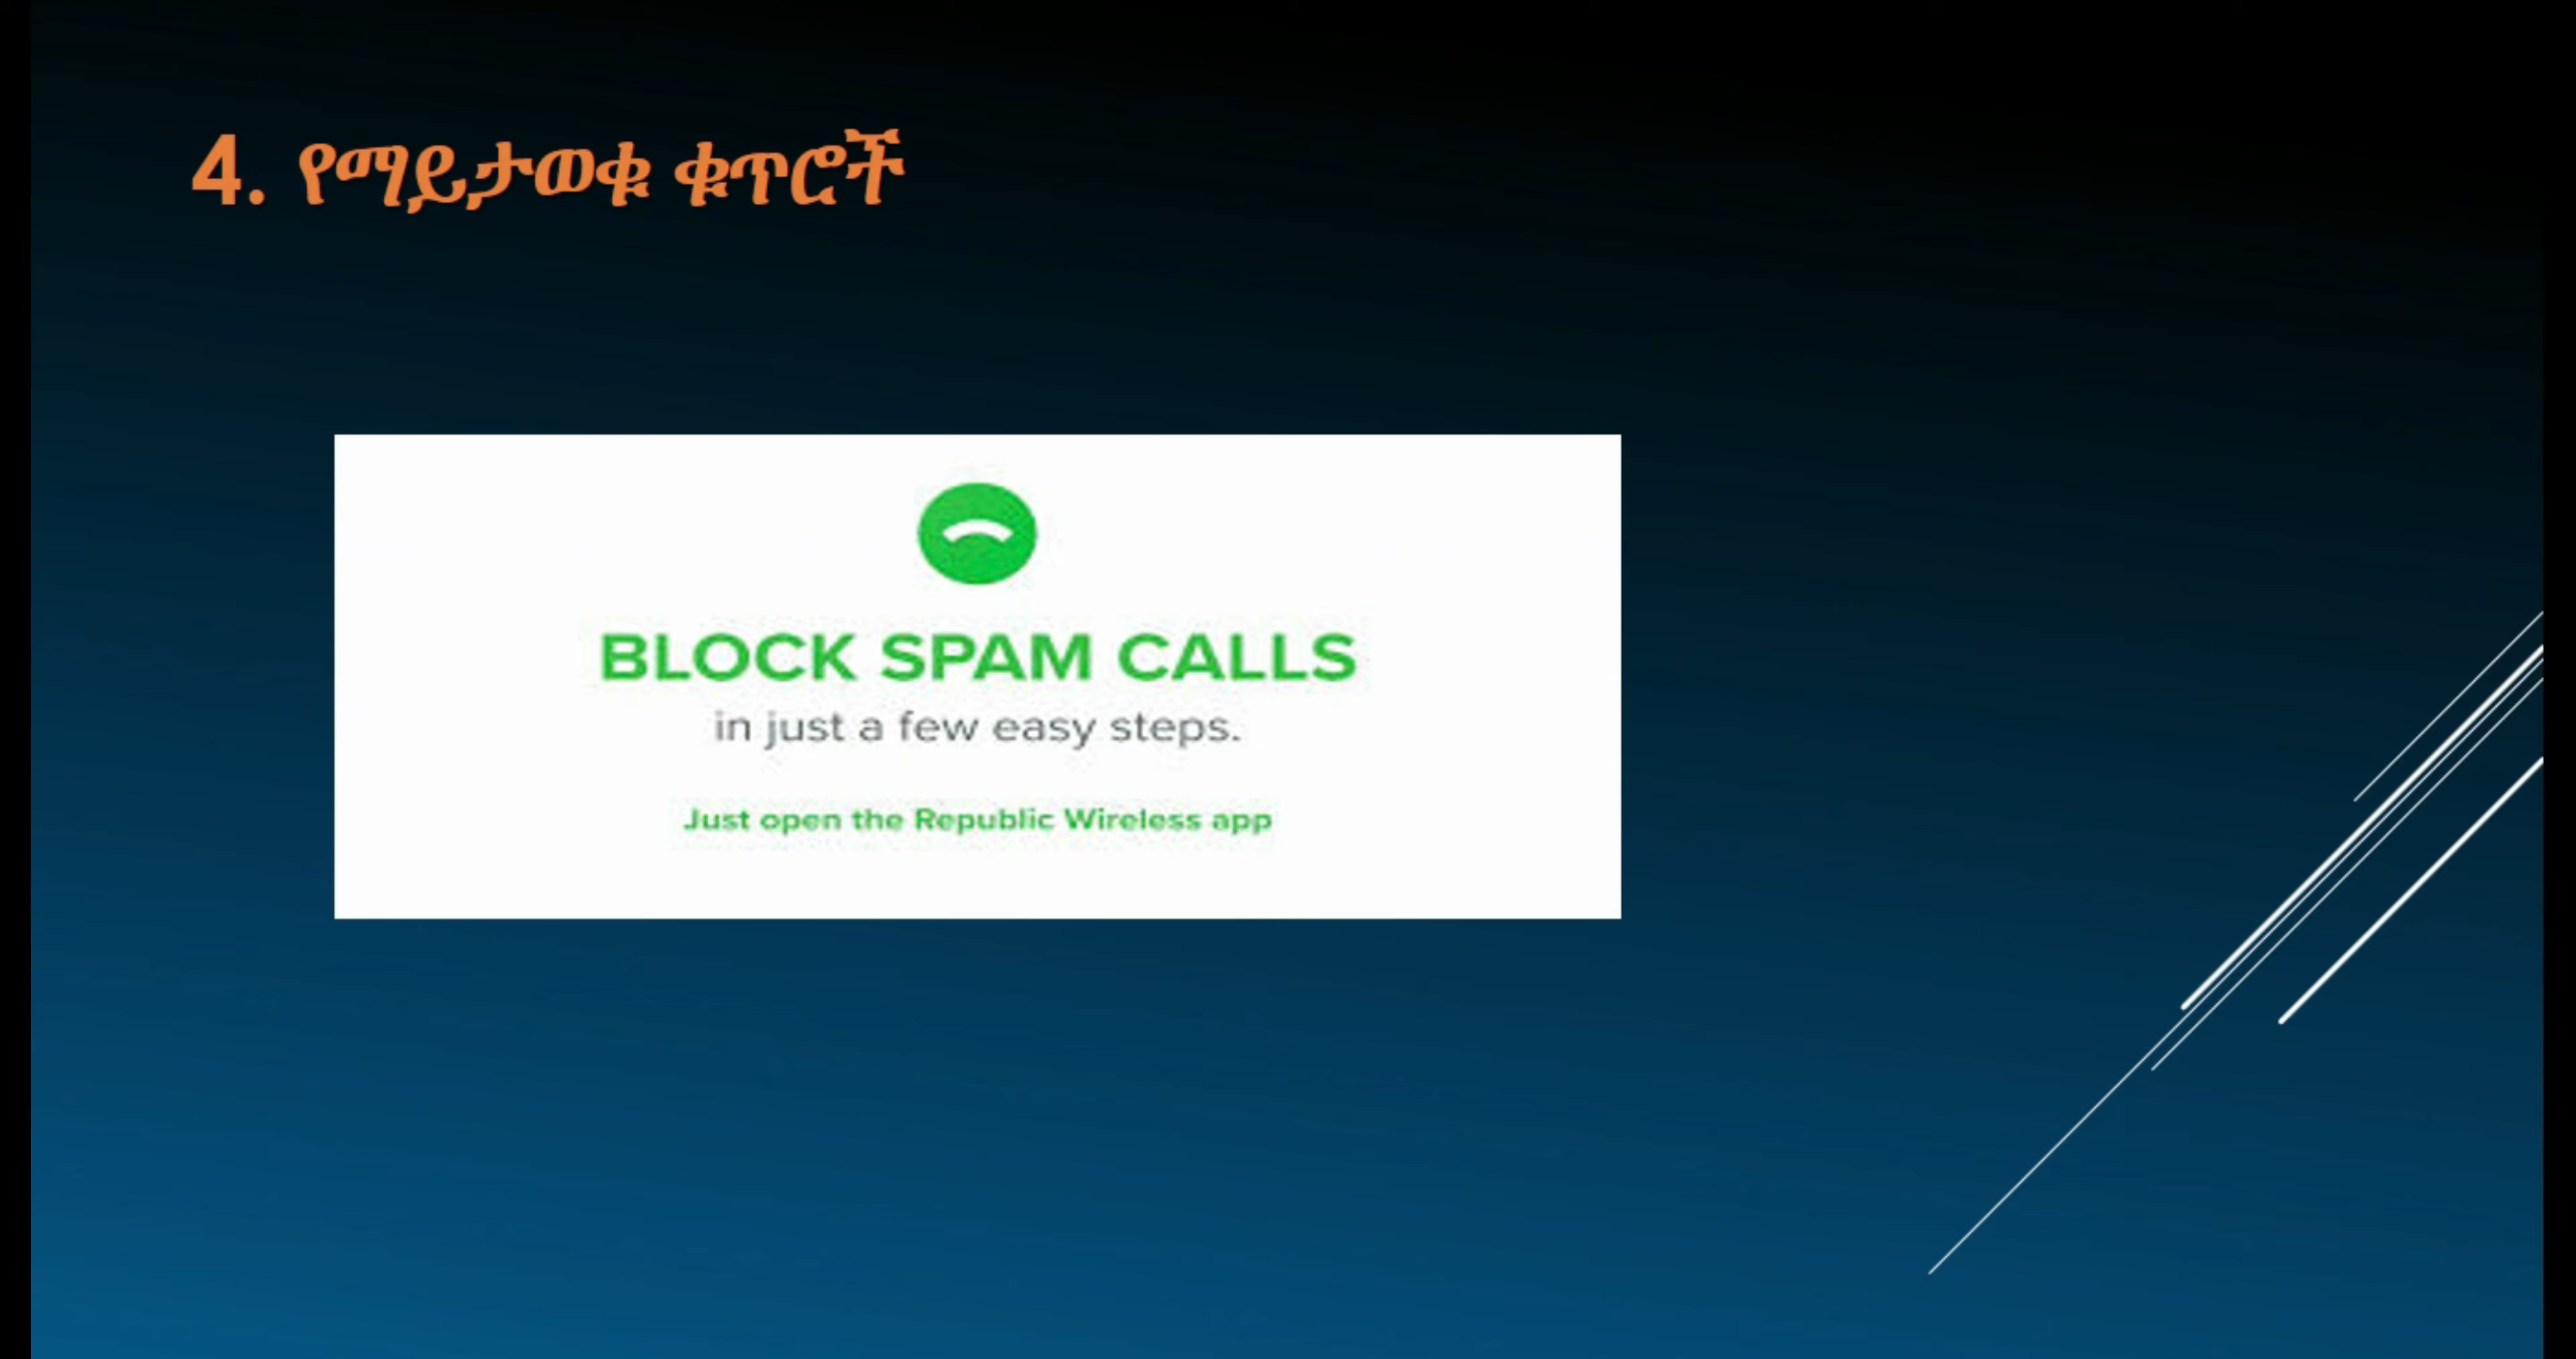 4. የማይታወቁ ቁጥሮች
BLOCK SPAM CALLS
in just a few easy steps.
Just open the Republic Wireless app